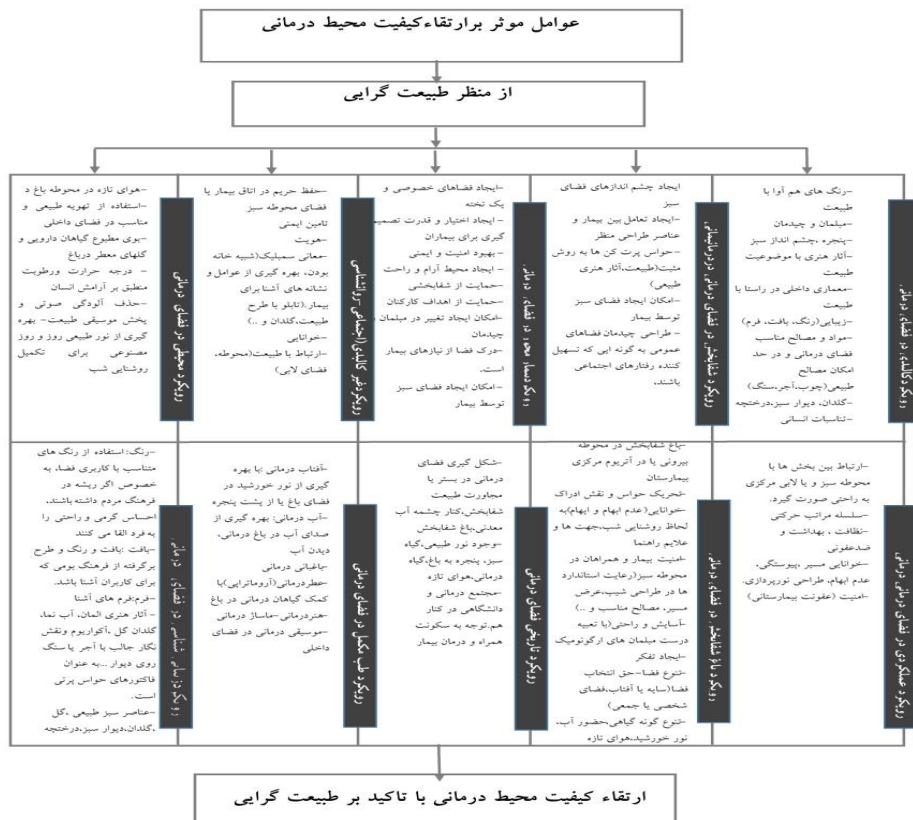 عوامل موثر برارتقاءکیفیت محیط درمانی
از منظر طبیعت گرایی
رویکردکالبدی در فضای درمانی
-رنگ های هم آوا با
طبیعت
-مبلمان و چیدمان
-پنجره ،چشم انداز سبز
-آثار هنری با موضوعیت
طبیعت
-معماری داخلی در راستا با
طبیعت
-زیبایی(رنگ، بافت، فرم)
-مواد و مصالح مناسب
فضای درمانی و در حد
امکان مصالح
طبیعی(چوب،آجر،سنگ)
-گلدان، دیوار سبز،درختچه
-تناسبات انسانی
رویکرد شفابخش در فضای درمانی
ایجاد چشم اندازهای فضای
سبز
-ایجاد تعامل بین بیمار و
عناصر طراحی منظر
-حواس پرت کن ها به روش
مثبت(طبیعت،آثار هنری
طبیعی)
-امکان ایجاد فضای سبز
توسط بیمار
- طراحی چیدمان فضاهای
عمومی به گونه ایی که تسهیل
کننده رفتارهای اجتماعی
باشند.
رویکردبیمار محور در فضای درمانی
-ایجاد فضاهای خصوصی و
یک تخته
- ایجاد اختیار و قدرت تصمیم
گیری برای بیماران
-بهبود امنیت و ایمنی
- ایجاد محیط آرام و راحت
-حمایت از شفابخشی
-حمایت از اهداف کارکنان
-امکان ایجاد تغییر در مبلمان و
چیدمان
-درک فضا از نیازهای بیمار
است.
-امکان ایجاد فضای سبز
توسط بیمار
رویکردغیر کالبدی(اجتماعی-روانشناسی)
-حفظ حریم در اتاق بیمار یا
فضای محوطه سبز
تامین ایمنی
-هویت
-معانی سمبلیک(شبیه خانه
بودن، بهره گیری از عوامل و
نشانه های آشنا برای
بیمار.(تابلو با طرح
طبیعت،گلدان و ..)
-خوانایی
-ارتباط با طبیعت(محوطه،
فضای لابی)
رویکرد محیطی در فضای درمانی
-هوای تازه در محوطه باغ د
-استفاده از تهویه طبیعی و
مناسب در فضای داخلی
-بوی مطبوع گیاهان دارویی و
گلهای معطر درباغ
- درجه حرارت ورطوبت
منطبق بر آرامش انسان
-حذف آلودگی صوتی و
پخش موسیقی طبیعت- بهره
گیری از نور طبیعی روز و روز
مصنوعی برای تکمیل
روشنایی شب
رویکرد عملکردی در فضای درمانی
-ارتباط بین بخش ها با
محوطه سبز و یا لابی مرکزی
به راحتی صورت گیرد.
-سلسله مراتب حرکتی
-نظافت ، بهداشت و
ضدعفونی
-خوانایی مسیر ،پیوستگی،
عدم ابهام، طراحی نورپردازی.
-امنیت (عفونت بیمارستانی)
رویکرد باغ شفابخش در فضای درمانی
-باغ شفابخش در محوطه
بیرونی یا در آتریوم مرکزی
بیمارستان
-تحریک حواس و نقش ادراک
-خوانایی(عدم ابهام و ایهام)به
لحاظ روشنایی شب،جهت ها و
علایم راهنما
-امنیت بیمار و همراهان در
محوطه سبز(رعایت استاندارد
ها در طراحی شیب،عرض
مسیر، مصالح مناسب و ..)
-آسایش و راحتی(با تعبیه
درست مبلمان های ارگونومیک
-ایجاد تفکر
-تنوع فضا-حق انتخاب
فضا(سایه یا آفتاب،فضای
شخصی یا جمعی)
-تنوع گونه گیاهی،حضور آب،
نور خورشید،هوای تازه
رویکرد تاریخی فضای درمانی
-شکل گیری فضای
درمانی در بستر یا
مجاورت طبیعت
شفابخش،کنار چشمه آب
معدنی،باغ شفابخش
-وجود نور طبیعی،گیاه
سبز، پنجره به باغ،گیاه
درمانی،هوای تازه
-مجتمع درمانی و
دانشگاهی در کنار
هم.توجه به سکونت
همراه و درمان بیمار
رویکرد طب مکمل در فضای درمانی
-آفتاب درمانی :با بهره
گیری از نور خورشید در
فضای باغ یا از پشت پنجره
-آب درمانی: بهره گیری از
صدای آب در باغ درمانی،
دیدن آب
-باغبانی درمانی
-عطردرمانی(آروماتراپی)با
کمک گیاهان درمانی در باغ
-هنردرمانی-ماساژ درمانی
-موسیقی درمانی در فضای
داخلی
رویکردزیبایی شناسی در فضای درمانی
-رنگ: استفاده از رنگ های
متناسب با کاربری فضا، به
خصوص اگر ریشه در
فرهنگ مردم داشته باشند،
احساس گرمی و راحتی را
به فرد القا می کنند
-بافت :بافت و رنگ و طرح
برگرفته از فرهنگ بومی که
برای کاربران آشنا باشد.
-فرم:فرم های آشنا
- آثار هنری المان، آب نما،
گلدان گل ،آکواریوم ونقش
نگار جالب با آجر یا سنگ
روی دیوار ...به عنوان
فاکتورهای حواس پرتی
است.
-عناصر سبز طبیعی ،گل
،گلدان،دیوار سبز،درختچه
ارتقاء کیفیت محیط درمانی با تاکید بر طبیعت گرایی